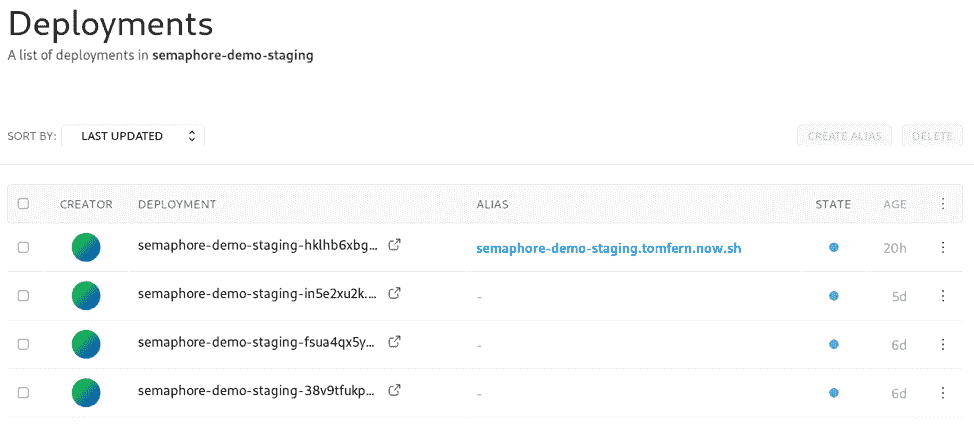 Deployments
A list of deployments in semaphore-demo-staging
SORT BY: LAST UPDATED CREATE ALIAS DELETE
CREATOR DEPLOYMENT ALIAS STATE AGE
semaphore-demo-staging-hklhb6xbg... semaphore-demo-staging.tomfern.now.sh 20h
semaphore-demo-staging-in5e2xu2k.... - 5d
semaphore-demo-staging-fsua4qx5y... - 6d
semaphore-demo-staging-38v9tfukp... - 6d